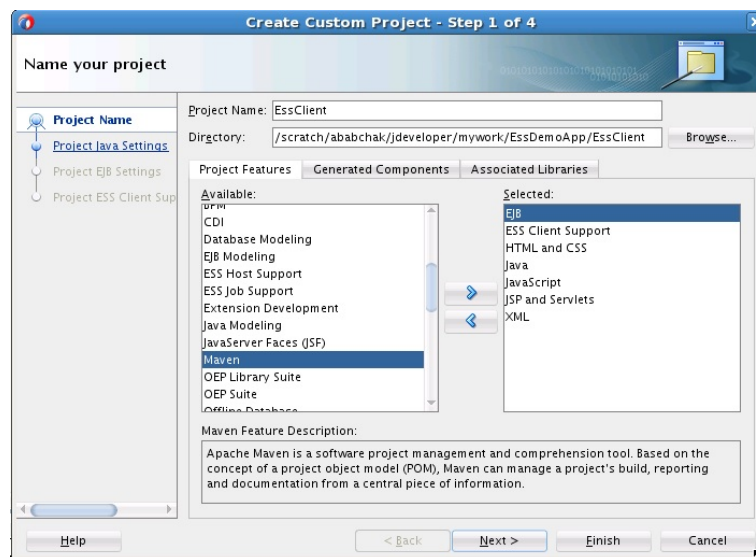 Create Custom Project - Step 1 of 4
Name your project
Project Name
Project Java Settings
Project EJB Settings
Project ESS Client Sup
Project Name: EssClient
Directory: /scratch/ababchak/jdeveloper/mywork/EssDemoApp/EssClient Browse...
Project Features Generated Components Associated Libraries
Available:
BPM
CDI
Database Modeling
EJB Modeling
ESS Host Support
ESS Job Support
Extension Development
Java Modeling
JavaServer Faces (JSF)
Maven
OEP Library Suite
OEP Suite
Offline Database
Selected:
EJB
ESS Client Support
HTML and CSS
Java
JavaScript
JSP and Servlets
XML
Maven Feature Description:
Apache Maven is a software project management and comprehension tool. Based on the
concept of a project object model (POM), Maven can manage a project's build, reporting
and documentation from a central piece of information.
Help < Back Next > Finish Cancel